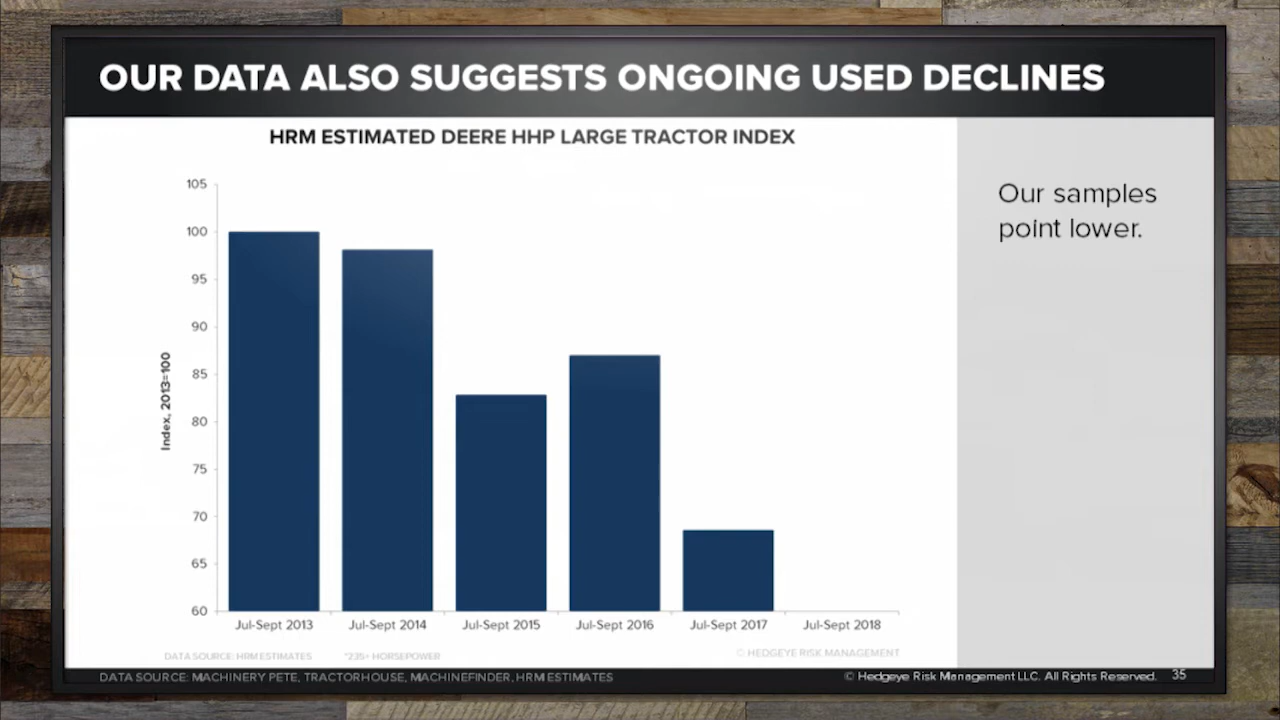 OUR DATA ALSO SUGGESTS ONGOING USED DECLINES
HRM ESTIMATED DEERE HHP LARGE TRACTOR INDEX
Our samples
point lower.
105
100
95
90
85
80
75
70
65
60
Index, 2013=100
Jul-Sept 2013
Jul-Sept 2014
Jul-Sept 2015
Jul-Sept 2016
Jul-Sept 2017
Jul-Sept 2018
DATA SOURCE: HRM ESTIMATES
*235+ HORSEPOWER
© HEDGEYE RISK MANAGEMENT
DATA SOURCE: MACHINERY PETE, TRACTORHOUSE, MACHINEFINDER, HRM ESTIMATES
© Hedgeye Risk Management LLC. All Rights Reserved.
35